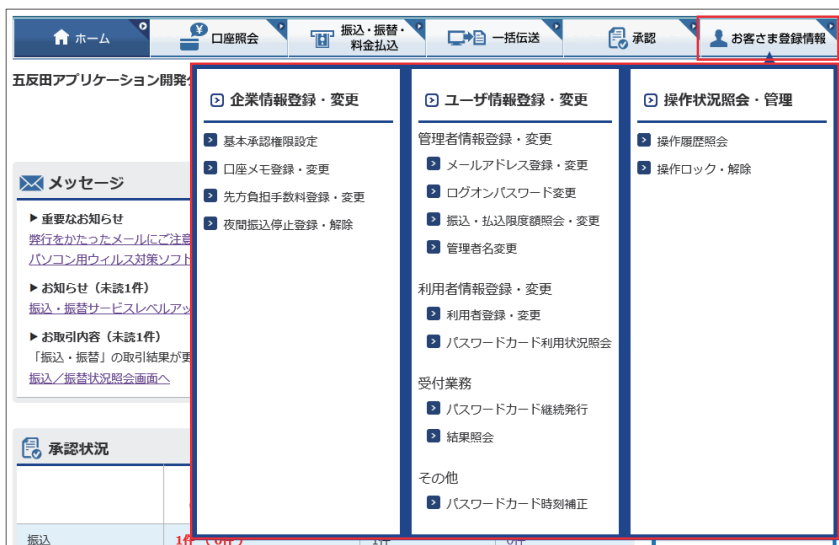 ホーム
口座照会
振込・振替・
料金払込
一括伝送
承認
お客さま登録情報
五反田アプリケーション開発
メッセージ
▶ 重要なお知らせ
弊行をかたったメールにご注意
パソコン用ウィルス対策ソフト
▶ お知らせ（未読1件）
振込・振替サービスレベルアッ
▶ お取引内容（未読1件）
「振込・振替」の取引結果が更
振込／振替状況照会画面へ
承認状況
振込
1件
企業情報登録・変更
基本承認権限設定
口座メモ登録・変更
先方負担手数料登録・変更
夜間振込停止登録・解除
ユーザ情報登録・変更
管理者情報登録・変更
メールアドレス登録・変更
ログオンパスワード変更
振込・払込限度額照会・変更
管理者名変更
利用者情報登録・変更
利用者登録・変更
パスワードカード利用状況照会
受付業務
パスワードカード継続発行
結果照会
その他
パスワードカード時刻補正
操作状況照会・管理
操作履歴照会
操作ロック・解除